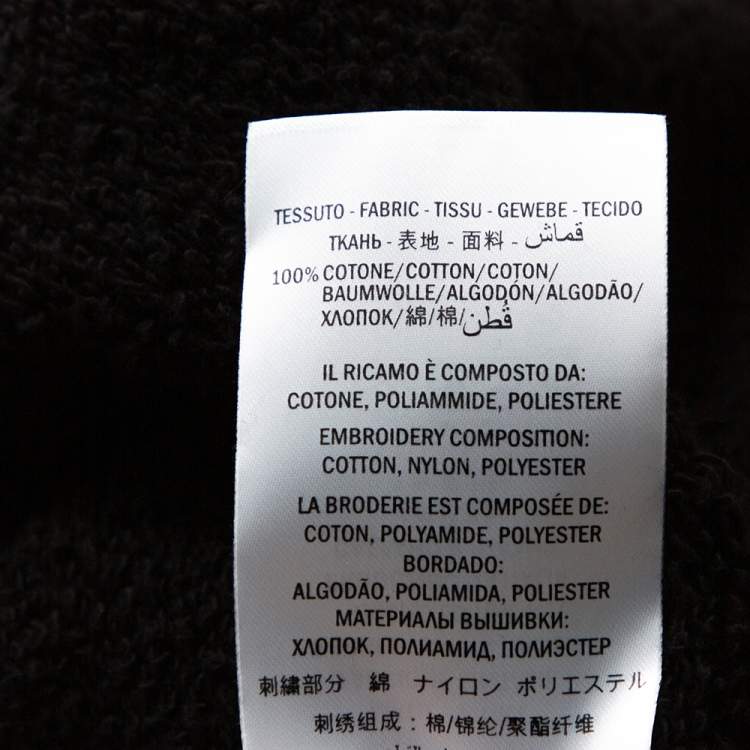 TESSUTO - FABRIC - TISSU - GEWEBE - TECIDO
ТКАНЬ - 表地 - 面料 - قماش
100% COTONE/COTTON/COTON/
BAUMWOLLE/ALGODÓN/ALGODÃO/
ХЛОПОК/綿/棉/قُطن
IL RICAMO È COMPOSTO DA:
COTONE, POLIAMMIDE, POLIESTERE
EMBROIDERY COMPOSITION:
COTTON, NYLON, POLYESTER
LA BRODERIE EST COMPOSÉE DE:
COTON, POLYAMIDE, POLYESTER
BORDADO:
ALGODÃO, POLIAMIDA, POLIESTER
МАТЕРИАЛЫ ВЫШИВКИ:
ХЛОПОК, ПОЛИАМИД, ПОЛИЭСТЕР
刺繍部分 綿 ナイロン ポリエステル
刺绣组成: 棉/锦纶/聚酯纤维